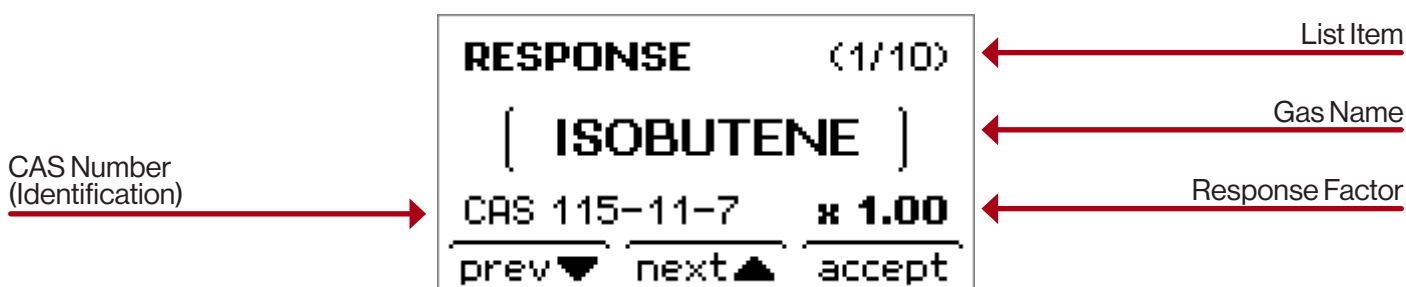 List Item
RESPONSE (1/10)
Gas Name
[ ISOBUTENE ]
CAS Number
(Identification)
Response Factor
CAS 115-11-7 x 1.00
prev▼ next▲ accept